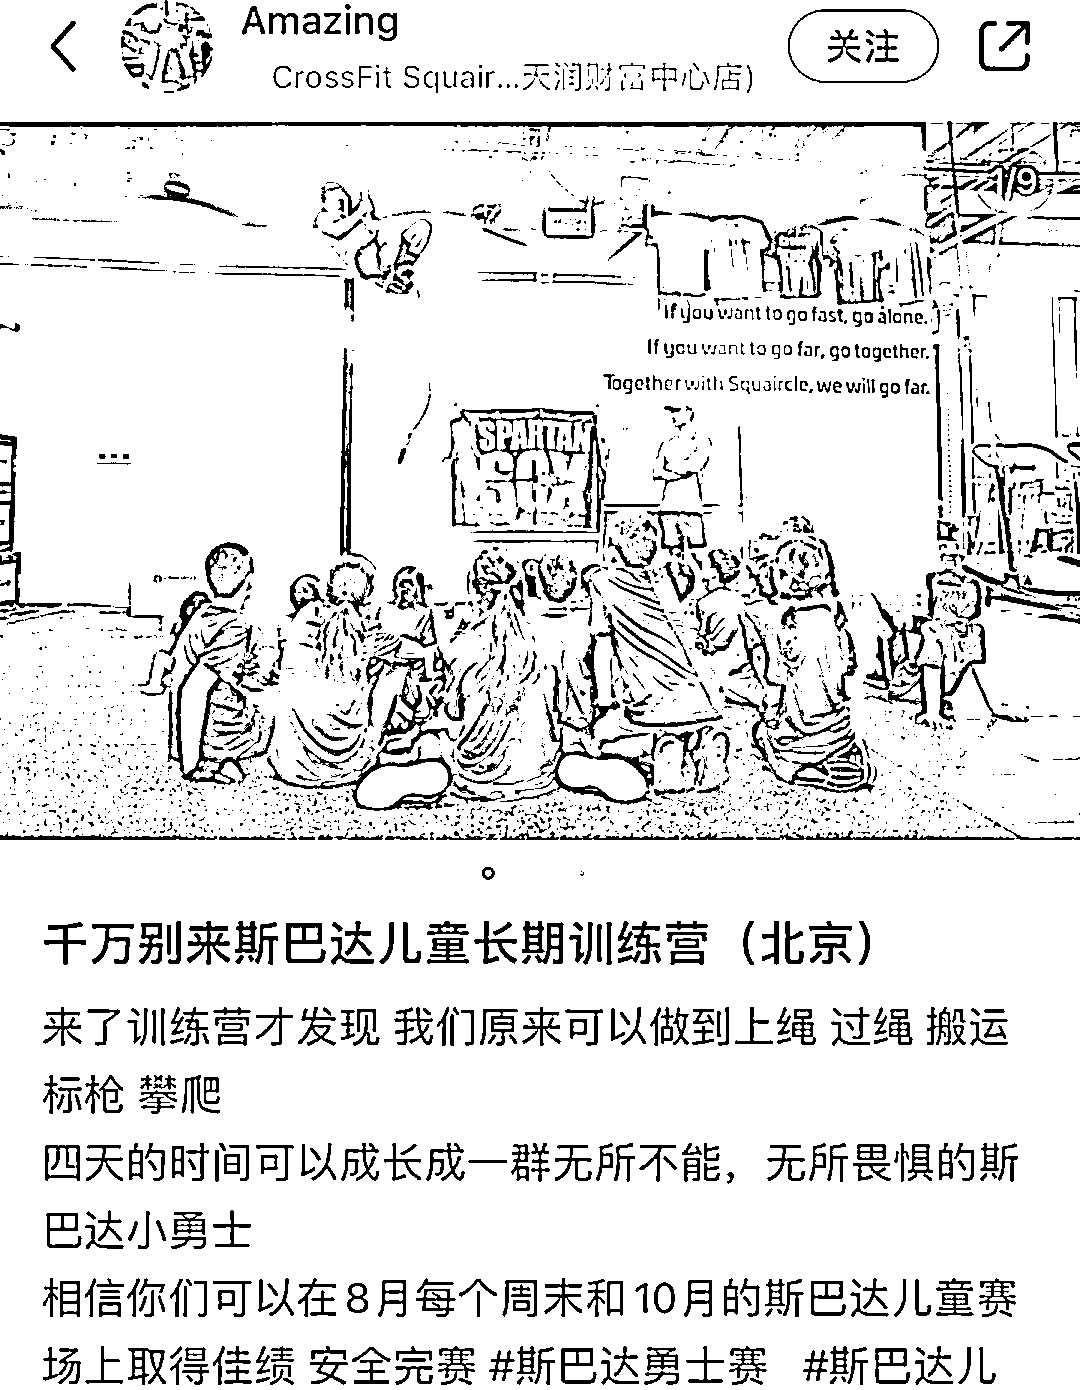 Amazing
关注
CrossFit Squair...天润财富中心店)
1/9
If you want to go fast, go alone.
If you want to go far, go together.
Together with Squaircle, we will go far.
SPARTAN
SGX
千万别来斯巴达儿童长期训练营（北京）
来了训练营才发现 我们原来可以做到上绳 过绳 搬运
标枪 攀爬
四天的时间可以成长成一群无所不能，无所畏惧的斯
巴达小勇士
相信你们可以在8月每个周末和10月的斯巴达儿童赛
场上取得佳绩 安全完赛 #斯巴达勇士赛 #斯巴达儿